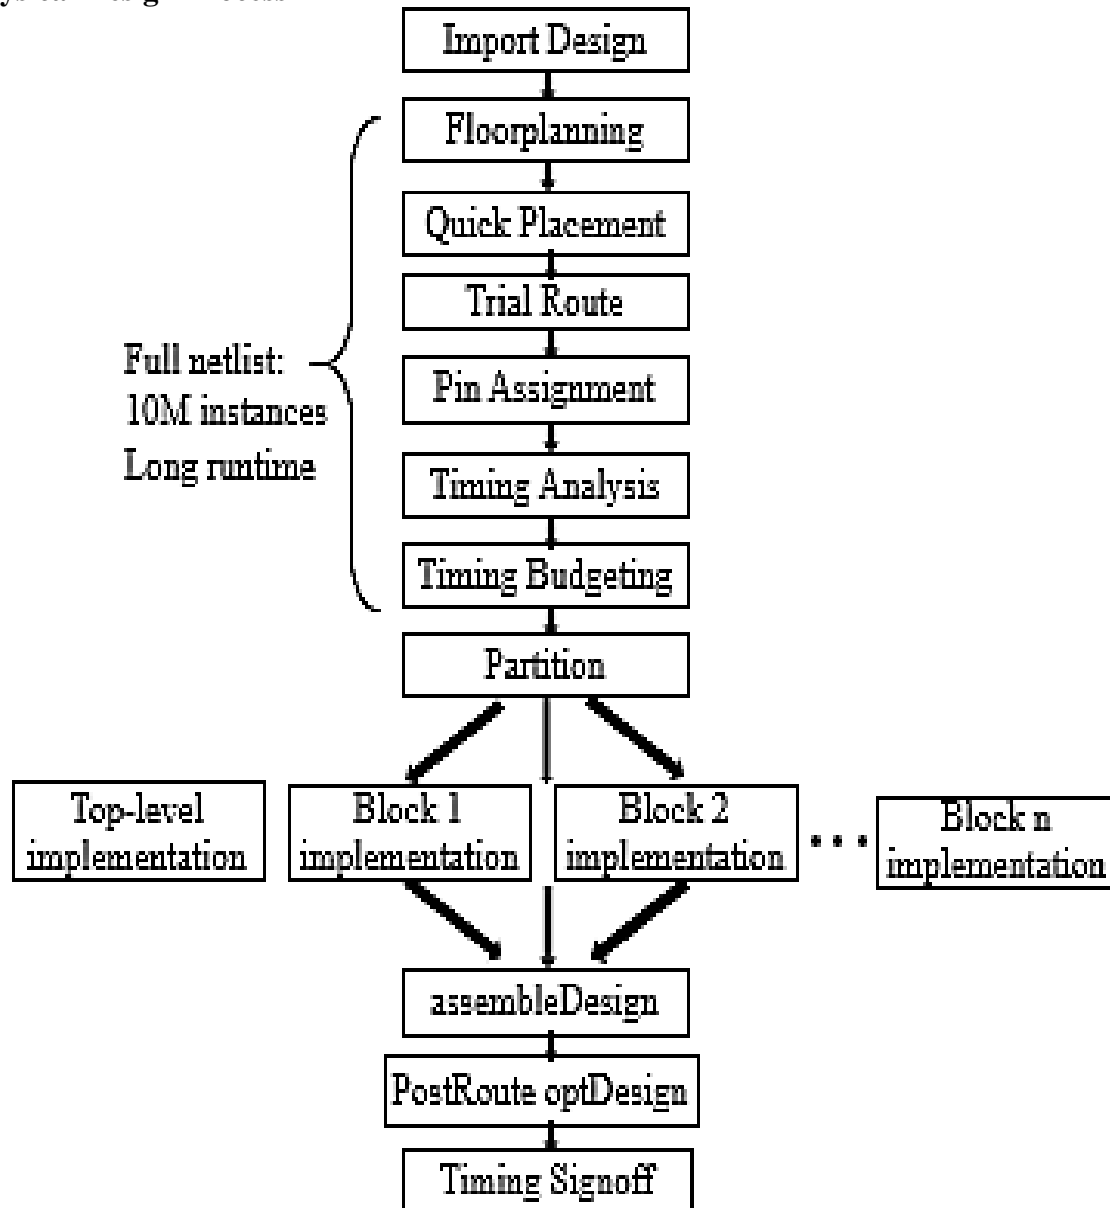 Import Design
Floorplanning
Quick Placement
Trial Route
Full netlist:
10M instances
Long runtime
Pin Assignment
Timing Analysis
Timing Budgeting
Partition
Top-level
implementation
Block 1
implementation
Block 2
implementation
• • •
Block n
implementation
assembleDesign
PostRoute optDesign
Timing Signoff